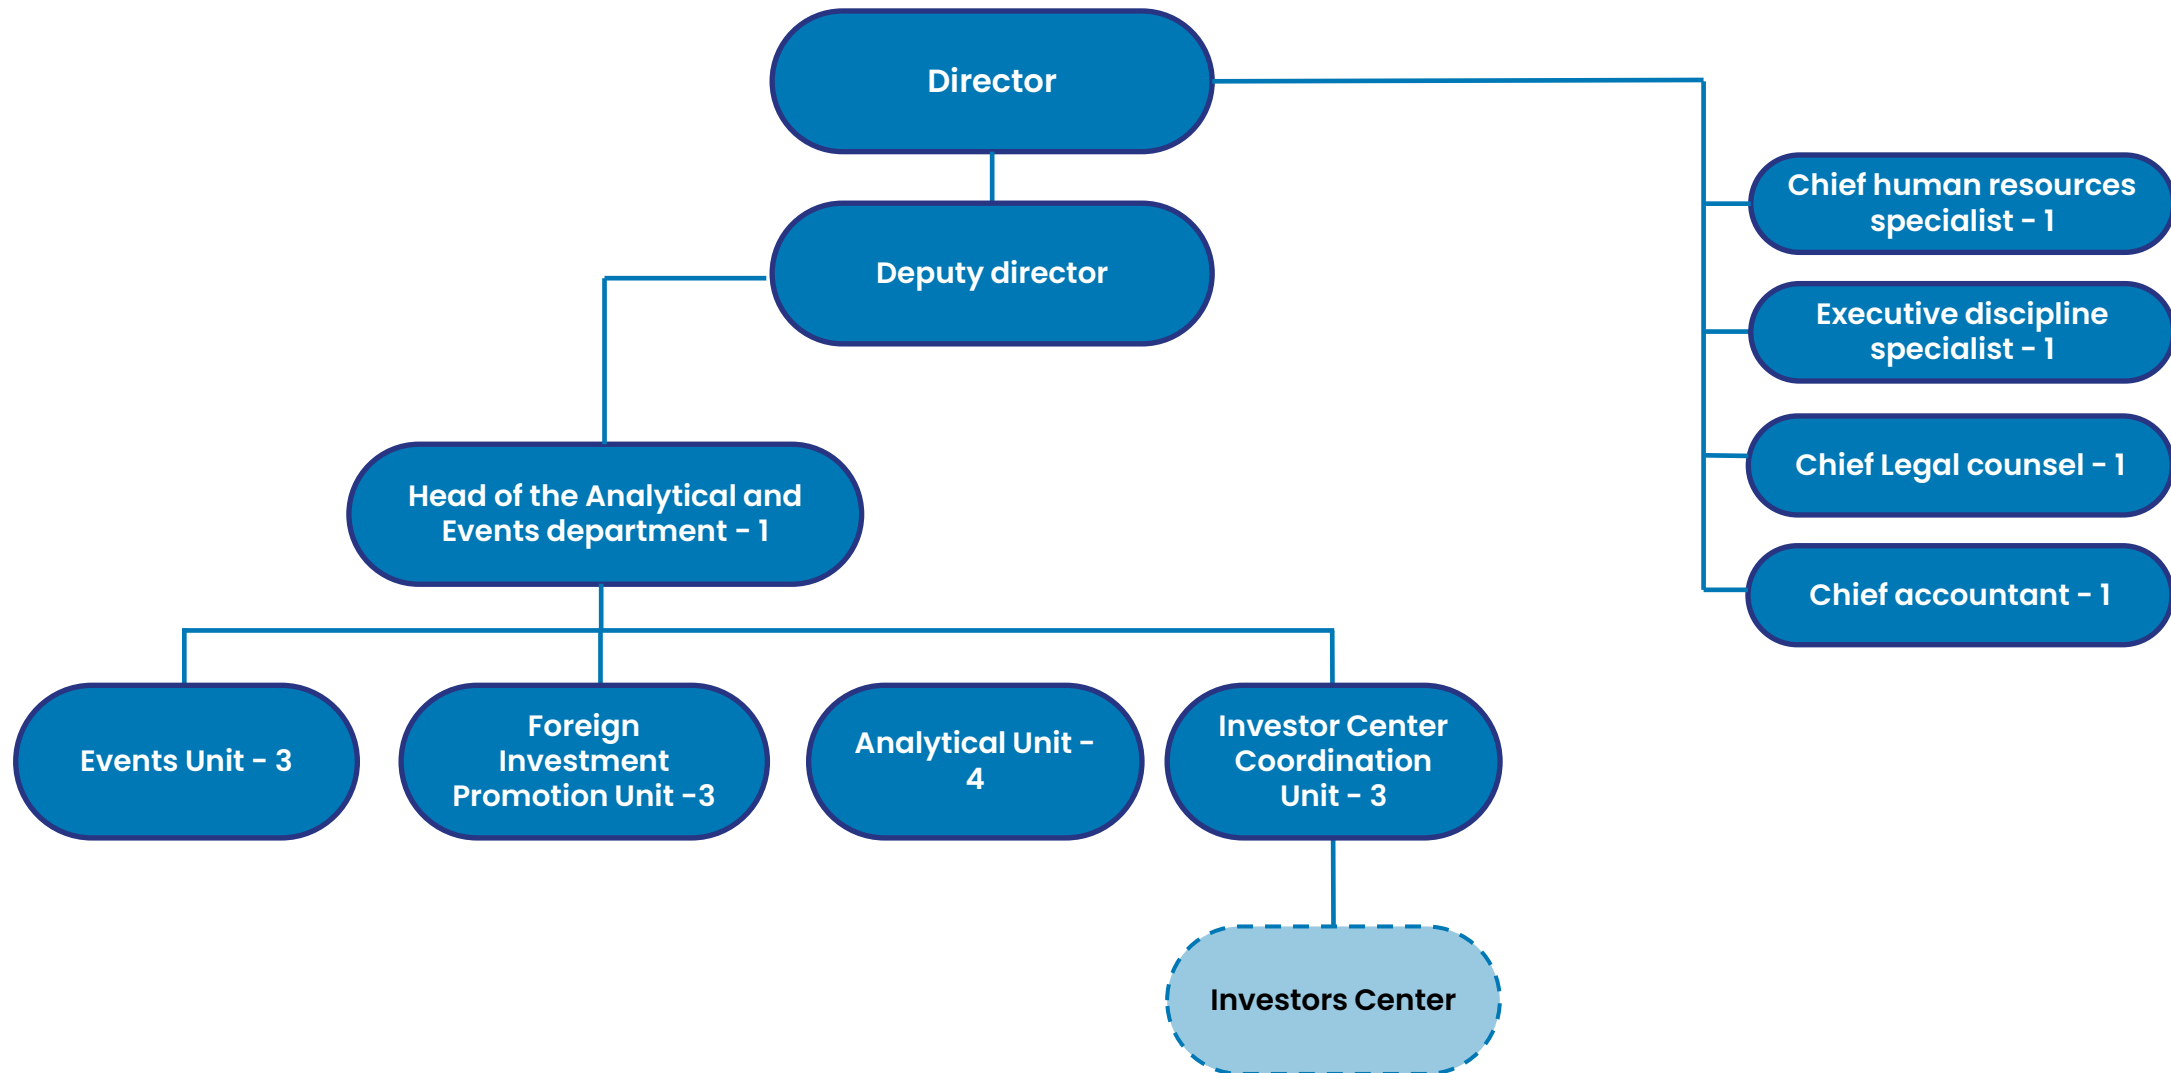 Director
Deputy director
Chief human resources
specialist - 1
Executive discipline
specialist - 1
Chief Legal counsel - 1
Chief accountant - 1
Head of the Analytical and
Events department - 1
Events Unit - 3
Foreign
Investment
Promotion Unit -3
Analytical Unit -
4
Investor Center
Coordination
Unit - 3
Investors Center